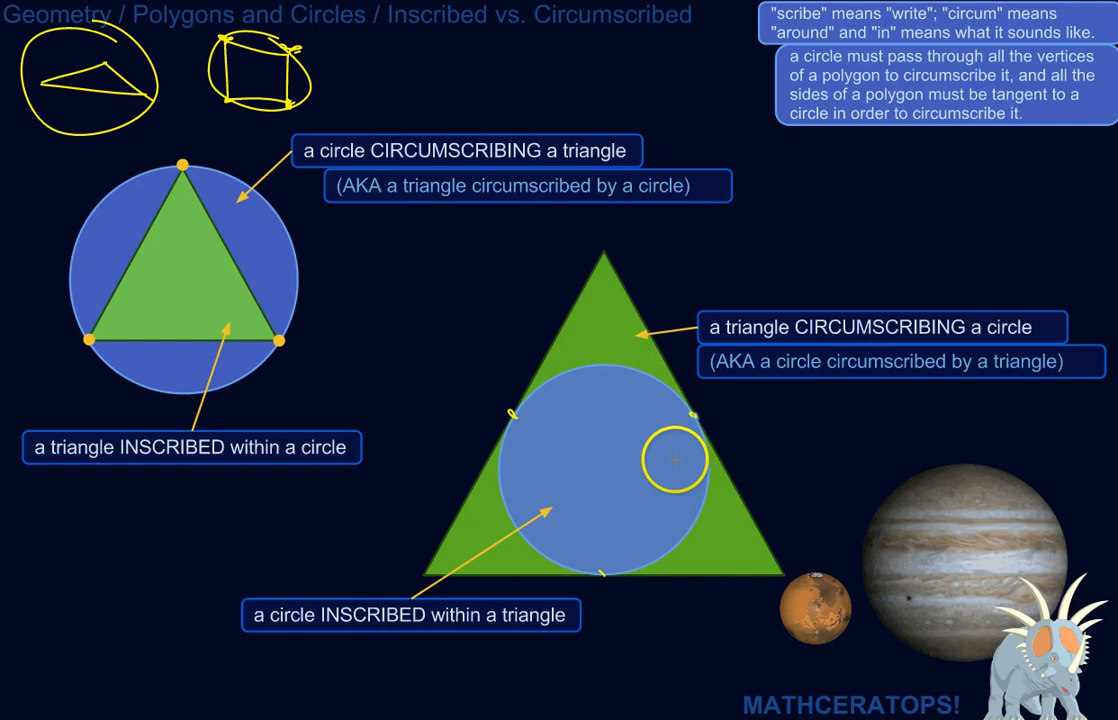 Geometry / Polygons and Circles / Inscribed vs. Circumscribed
"scribe" means "write"; "circum" means
"around" and "in" means what it sounds like.
a circle must pass through all the vertices
of a polygon to circumscribe it, and all the
sides of a polygon must be tangent to a
circle in order to circumscribe it.
a circle CIRCUMSCRIBING a triangle
(AKA a triangle circumscribed by a circle)
a triangle CIRCUMSCRIBING a circle
(AKA a circle circumscribed by a triangle)
a triangle INSCRIBED within a circle
a circle INSCRIBED within a triangle
MATHCERATOPS!